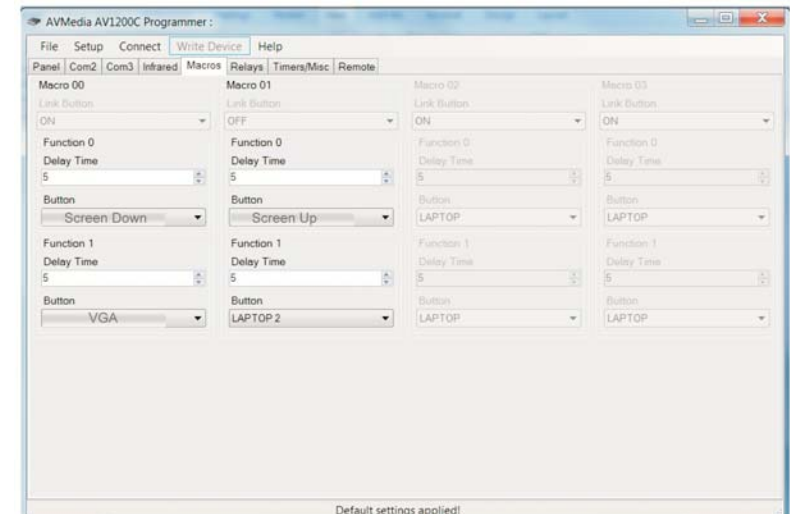 AVMedia AV1200C Programmer :
File Setup Connect Write Device Help
Panel Com2 Com3 Infrared Macros Relays Timers/Misc Remote
Macro 00 Macro 01 Macro 02 Macro 03
Link Button Link Button Link Button Link Button
ON OFF ON ON
Function 0 Function 0 Function 0 Function 0
Delay Time Delay Time Delay Time Delay Time
5 5 5 5
Button Button Button Button
Screen Down Screen Up LAPTOP LAPTOP
Function 1 Function 1 Function 1 Function 1
Delay Time Delay Time Delay Time Delay Time
5 5 5 5
Button Button Button Button
VGA LAPTOP 2 LAPTOP LAPTOP
Default settings applied!